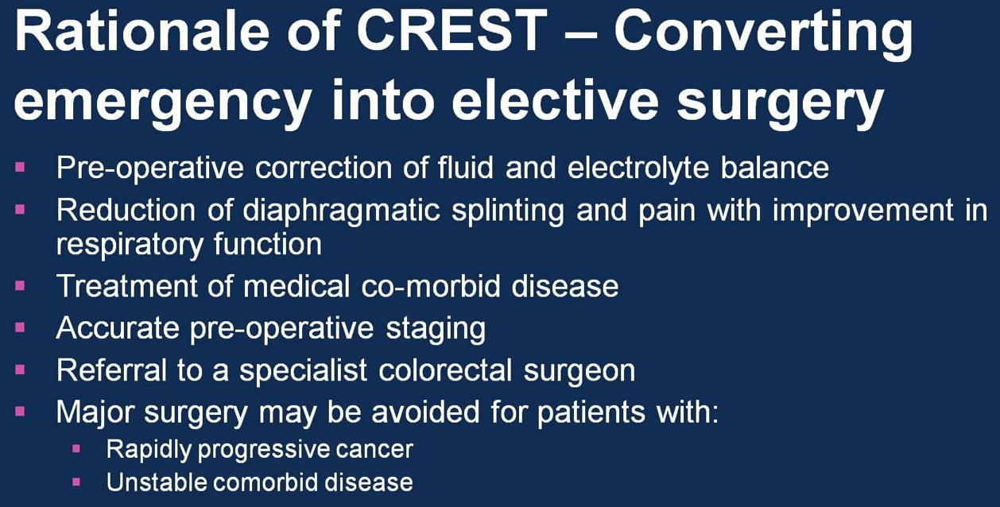 Rationale of CREST – Converting
emergency into elective surgery
▪ Pre-operative correction of fluid and electrolyte balance
▪ Reduction of diaphragmatic splinting and pain with improvement in
respiratory function
▪ Treatment of medical co-morbid disease
▪ Accurate pre-operative staging
▪ Referral to a specialist colorectal surgeon
▪ Major surgery may be avoided for patients with:
▪ Rapidly progressive cancer
▪ Unstable comorbid disease